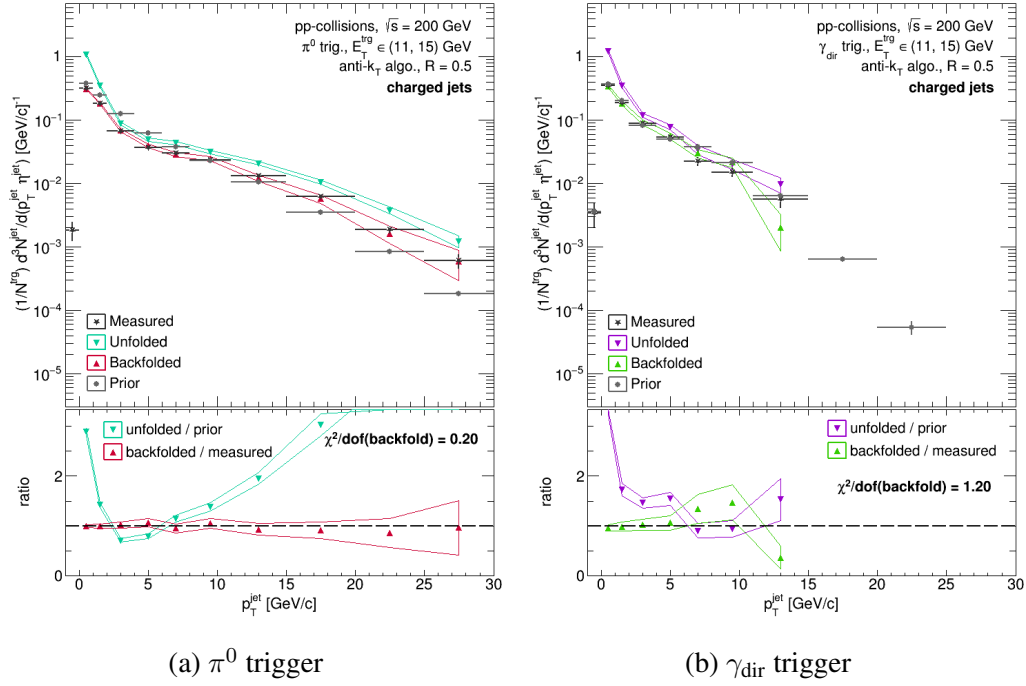 pp-collisions, √s = 200 GeV
π⁰ trig., E_T^trg ∈ (11, 15) GeV
anti-k_T algo., R = 0.5
charged jets
(1/N^trg) d³N^jet/d(p_T^jet η^jet) [GeV/c]⁻¹
1
10⁻¹
10⁻²
10⁻³
10⁻⁴
10⁻⁵
Measured
Unfolded
Backfolded
Prior
unfolded / prior
backfolded / measured
χ²/dof(backfold) = 0.20
ratio
2
1
0
0 5 10 15 20 25 30
p_T^jet [GeV/c]
(a) π⁰ trigger
pp-collisions, √s = 200 GeV
γ_dir trig., E_T^trg ∈ (11, 15) GeV
anti-k_T algo., R = 0.5
charged jets
(1/N^trg) d³N^jet/d(p_T^jet η^jet) [GeV/c]⁻¹
1
10⁻¹
10⁻²
10⁻³
10⁻⁴
10⁻⁵
Measured
Unfolded
Backfolded
Prior
unfolded / prior
backfolded / measured
χ²/dof(backfold) = 1.20
ratio
2
1
0
0 5 10 15 20 25 30
p_T^jet [GeV/c]
(b) γ_dir trigger